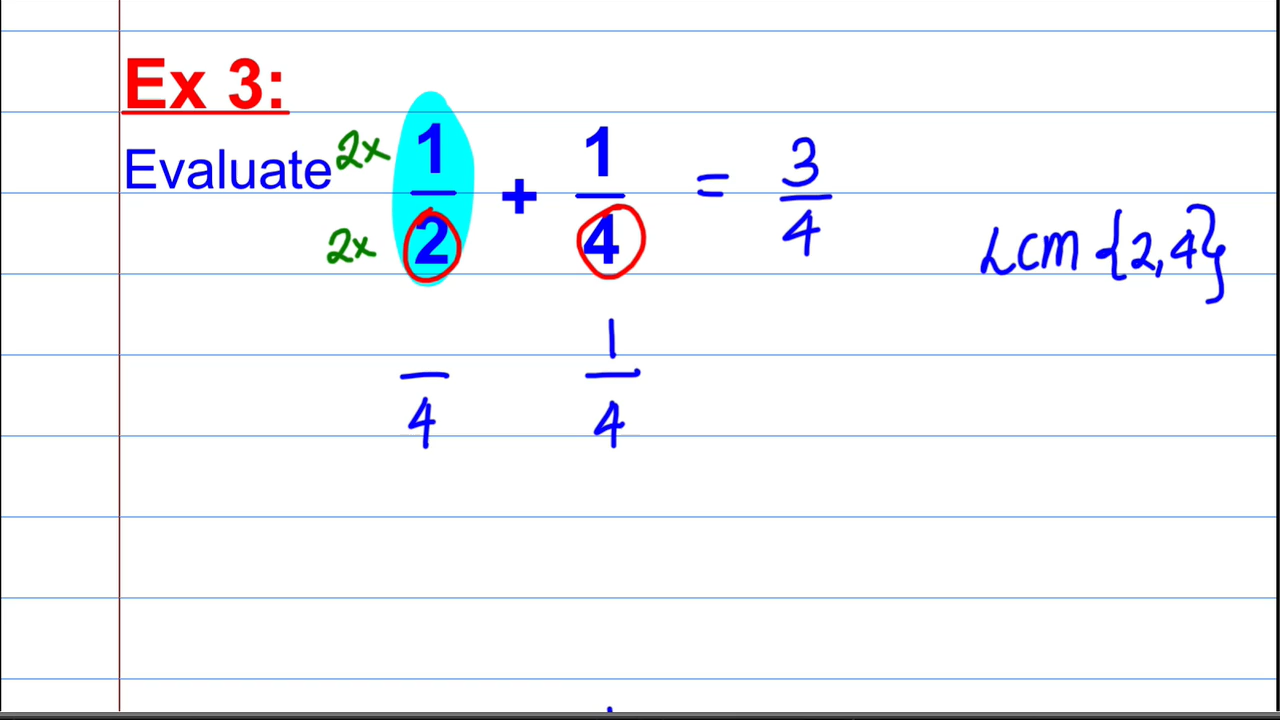 Ex 3:
Evaluate 2x 1/2 + 1/4 = 3/4
2x
LCM {2,4}
/4 1/4